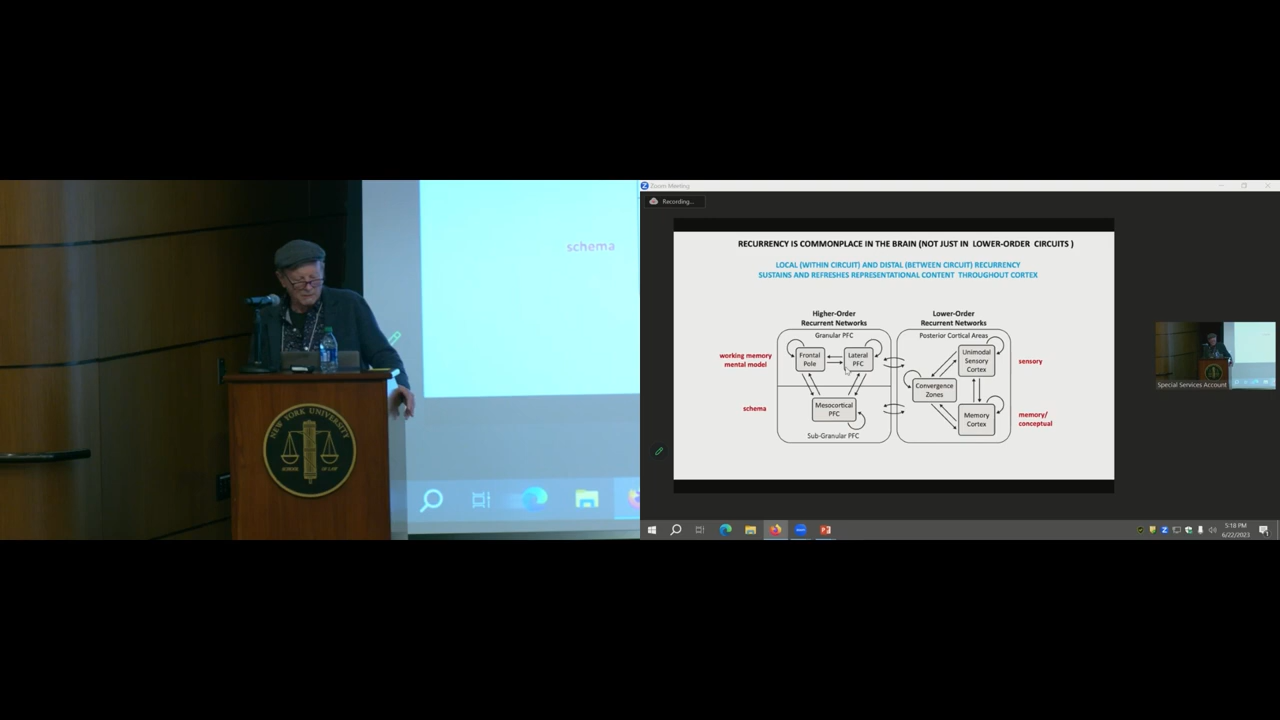 schema
NEW YORK UNIVERSITY
SCHOOL OF LAW
Zoom Meeting
Recording...
RECURRENCY IS COMMONPLACE IN THE BRAIN (NOT JUST IN LOWER-ORDER CIRCUITS )
LOCAL (WITHIN CIRCUIT) AND DISTAL (BETWEEN CIRCUIT) RECURRENCY
SUSTAINS AND REFRESHES REPRESENTATIONAL CONTENT THROUGHOUT CORTEX
Higher-Order
Recurrent Networks
Lower-Order
Recurrent Networks
Granular PFC
Posterior Cortical Areas
working memory
mental model
Frontal
Pole
Lateral
PFC
Unimodal
Sensory
Cortex
sensory
Convergence
Zones
schema
Mesocortical
PFC
Memory
Cortex
memory/
conceptual
Sub-Granular PFC
Special Services Account
5:18 PM
6/22/2023